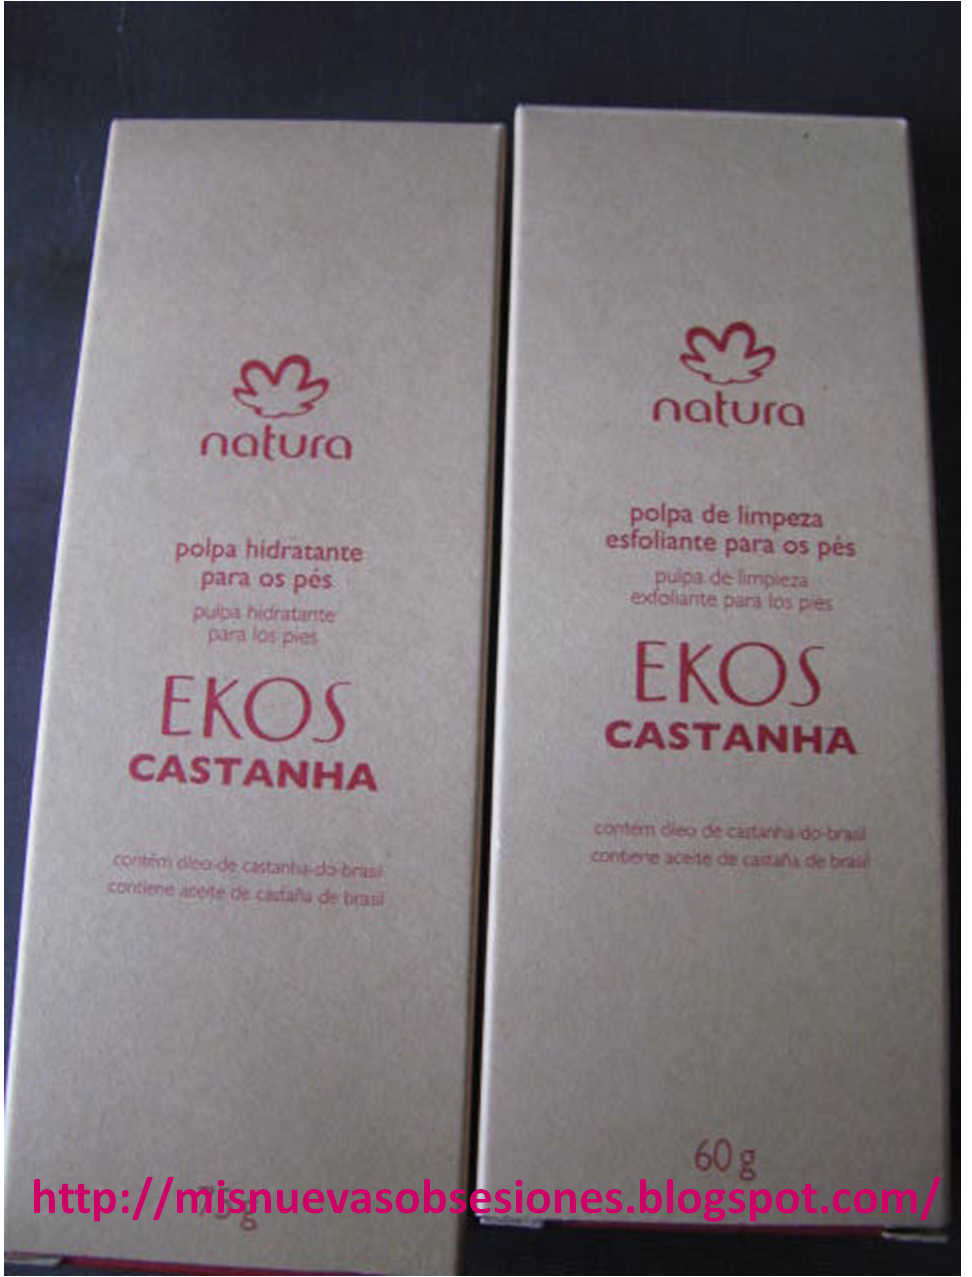 natura
polpa hidratante
para os pés
pulpa hidratante
para los pies
EKOS
CASTANHA
contém óleo de castanha-do-brasil
contiene aceite de castaña de brasil
75 g
natura
polpa de limpeza
esfoliante para os pés
pulpa de limpieza
exfoliante para los pies
EKOS
CASTANHA
contém óleo de castanha-do-brasil
contiene aceite de castaña de brasil
60 g
http://misnuevasobsesiones.blogspot.com/